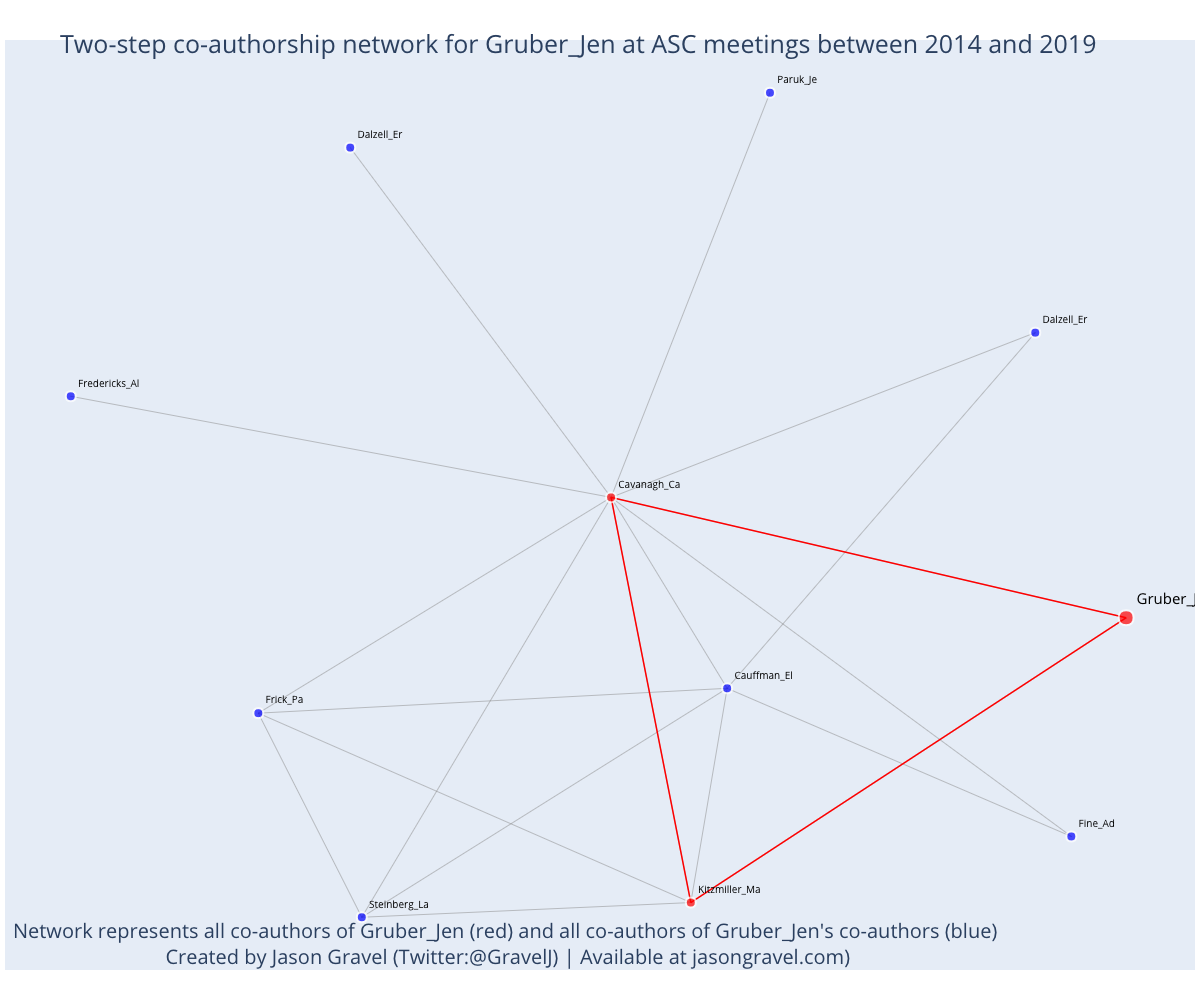 Two-step co-authorship network for Gruber_Jen at ASC meetings between 2014 and 2019
Paruk_Je
Dalzell_Er
Dalzell_Er
Fredericks_Al
Cavanagh_Ca
Gruber_J
Cauffman_El
Frick_Pa
Fine_Ad
Kitzmiller_Ma
Steinberg_La
Network represents all co-authors of Gruber_Jen (red) and all co-authors of Gruber_Jen's co-authors (blue)
Created by Jason Gravel (Twitter:@GravelJ) | Available at jasongravel.com)